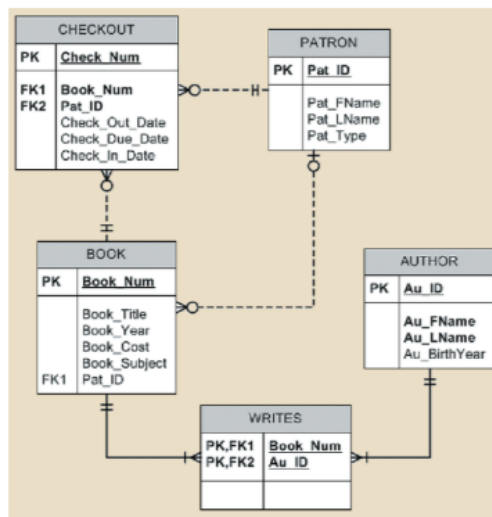 CHECKOUT
PK Check_Num
FK1 Book_Num
FK2 Pat_ID
Check_Out_Date
Check_Due_Date
Check_In_Date
PATRON
PK Pat_ID
Pat_FName
Pat_LName
Pat_Type
BOOK
PK Book_Num
Book_Title
Book_Year
Book_Cost
Book_Subject
FK1 Pat_ID
AUTHOR
PK Au_ID
Au_FName
Au_LName
Au_BirthYear
WRITES
PK,FK1 Book_Num
PK,FK2 Au_ID